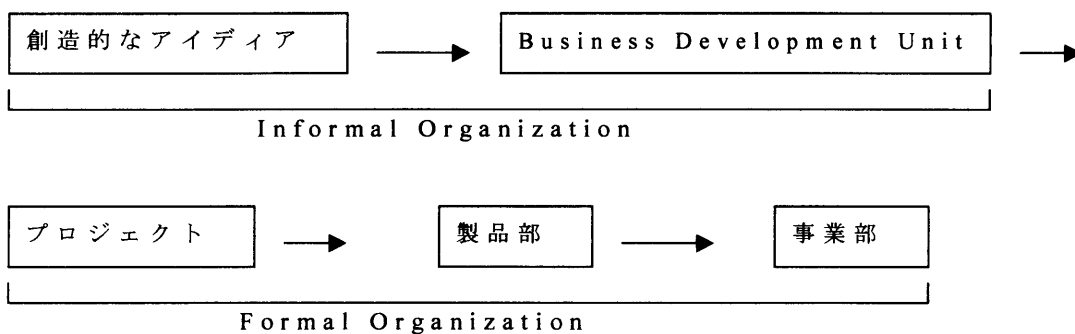 創造的なアイディア
Business Development Unit
Informal Organization
プロジェクト
製品部
事業部
Formal Organization